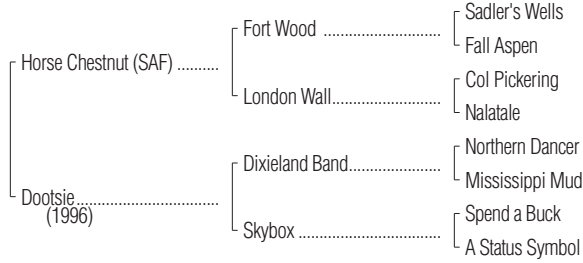 Sadler's Wells
Fort Wood ..............................
Fall Aspen
Horse Chestnut (SAF) ..........
Col Pickering
London Wall............................
Nalatale
Northern Dancer
Dixieland Band.......................
Mississippi Mud
Dootsie......................................
(1996)
Spend a Buck
Skybox ....................................
A Status Symbol